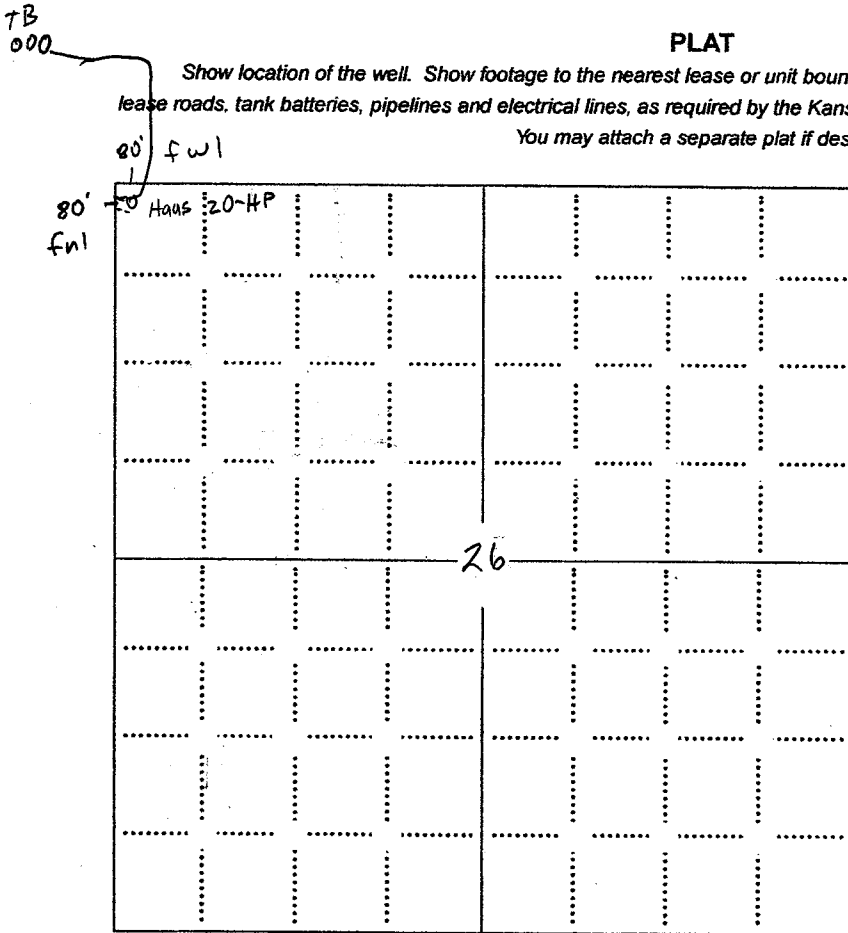 TB
000
PLAT
Show location of the well. Show footage to the nearest lease or unit boun
lease roads, tank batteries, pipelines and electrical lines, as required by the Kans
You may attach a separate plat if des
80' fwl
80' Haas 20-HP
fnl
26